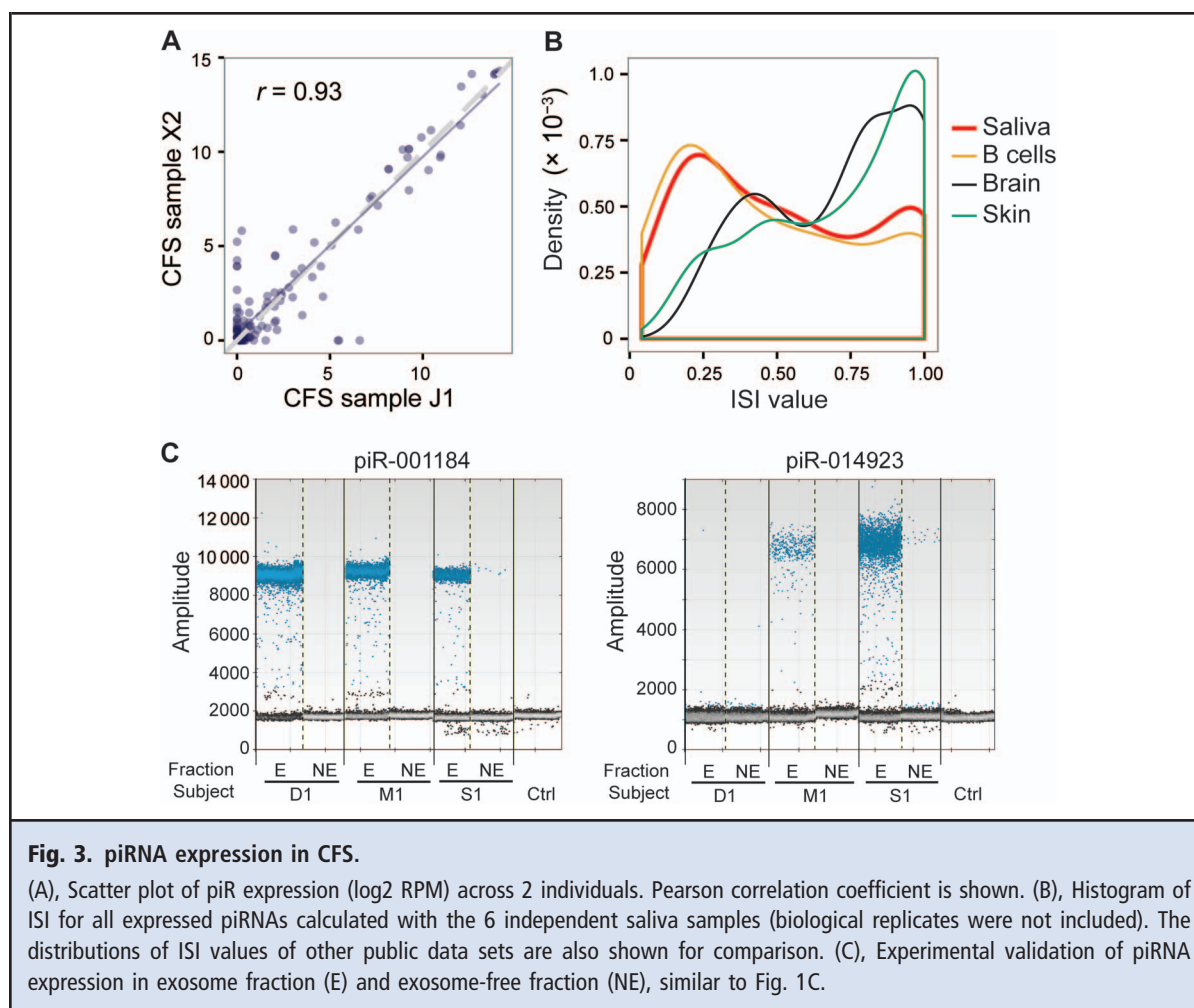 A
r = 0.93
15
10
5
0
CFS sample X2
0
5
10
CFS sample J1
B
1.0
0.75
0.50
0.25
0
Density (× 10⁻³)
0
0.25
0.50
0.75
1.00
ISI value
Saliva
B cells
Brain
Skin
C
piR-001184
14 000
12 000
10 000
8000
6000
4000
2000
0
Amplitude
Fraction
E
NE
E
NE
E
NE
Subject
D1
M1
S1
Ctrl
piR-014923
8000
6000
4000
2000
0
Amplitude
Fraction
E
NE
E
NE
E
NE
Subject
D1
M1
S1
Ctrl
Fig. 3. piRNA expression in CFS.
(A), Scatter plot of piR expression (log2 RPM) across 2 individuals. Pearson correlation coefficient is shown. (B), Histogram of
ISI for all expressed piRNAs calculated with the 6 independent saliva samples (biological replicates were not included). The
distributions of ISI values of other public data sets are also shown for comparison. (C), Experimental validation of piRNA
expression in exosome fraction (E) and exosome-free fraction (NE), similar to Fig. 1C.